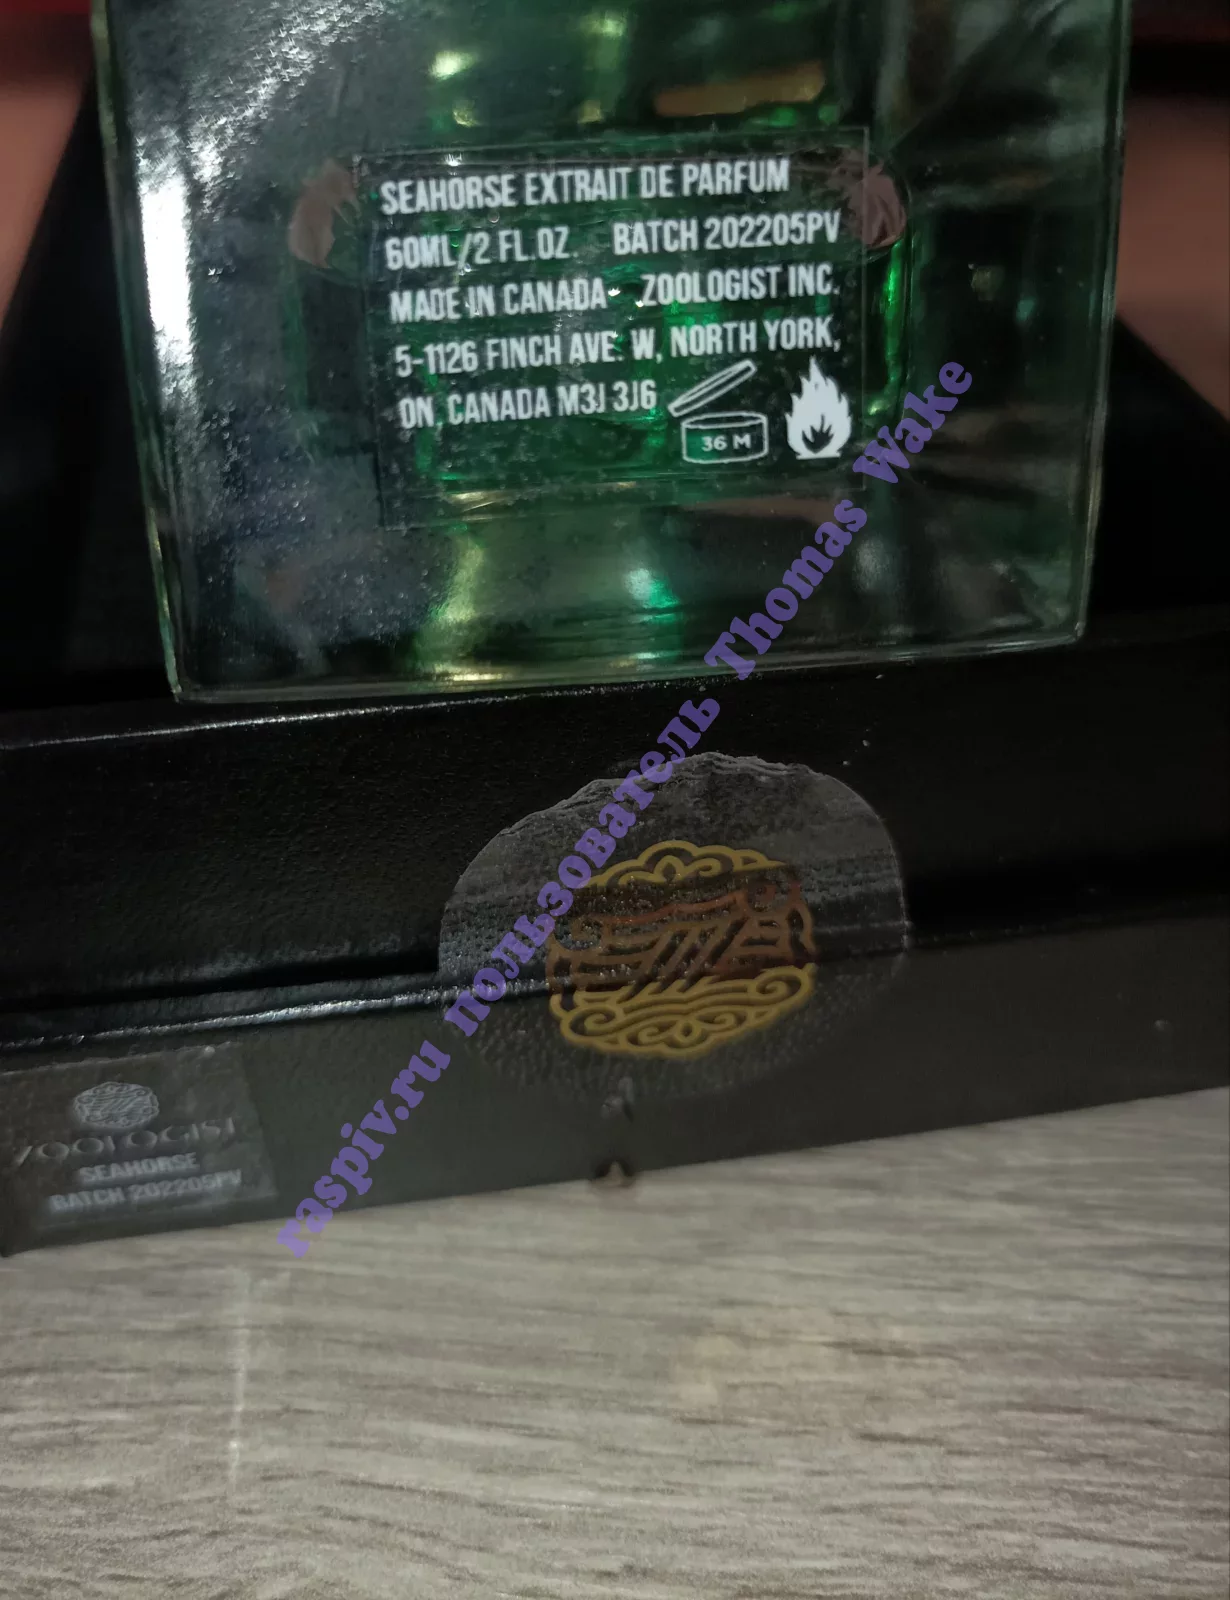 SEAHORSE EXTRAIT DE PARFUM
60ML/2 FL.OZ. BATCH 202205PV
MADE IN CANADA ZOOLOGIST INC.
5-1126 FINCH AVE. W, NORTH YORK,
ON, CANADA M3J 3J6
36 M
raspiv.ru пользователь Thomas Wake
ZOOLOGIST
SEAHORSE
BATCH 202205PV